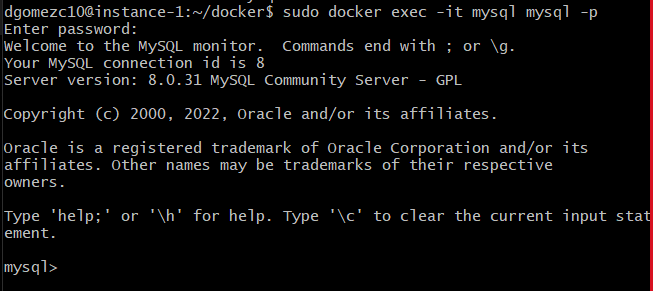 dgomezc10@instance-1:~/docker$ sudo docker exec -it mysql mysql -p
Enter password:
Welcome to the MySQL monitor.  Commands end with ; or \g.
Your MySQL connection id is 8
Server version: 8.0.31 MySQL Community Server - GPL

Copyright (c) 2000, 2022, Oracle and/or its affiliates.

Oracle is a registered trademark of Oracle Corporation and/or its
affiliates. Other names may be trademarks of their respective
owners.

Type 'help;' or '\h' for help. Type '\c' to clear the current input stat
ement.

mysql>